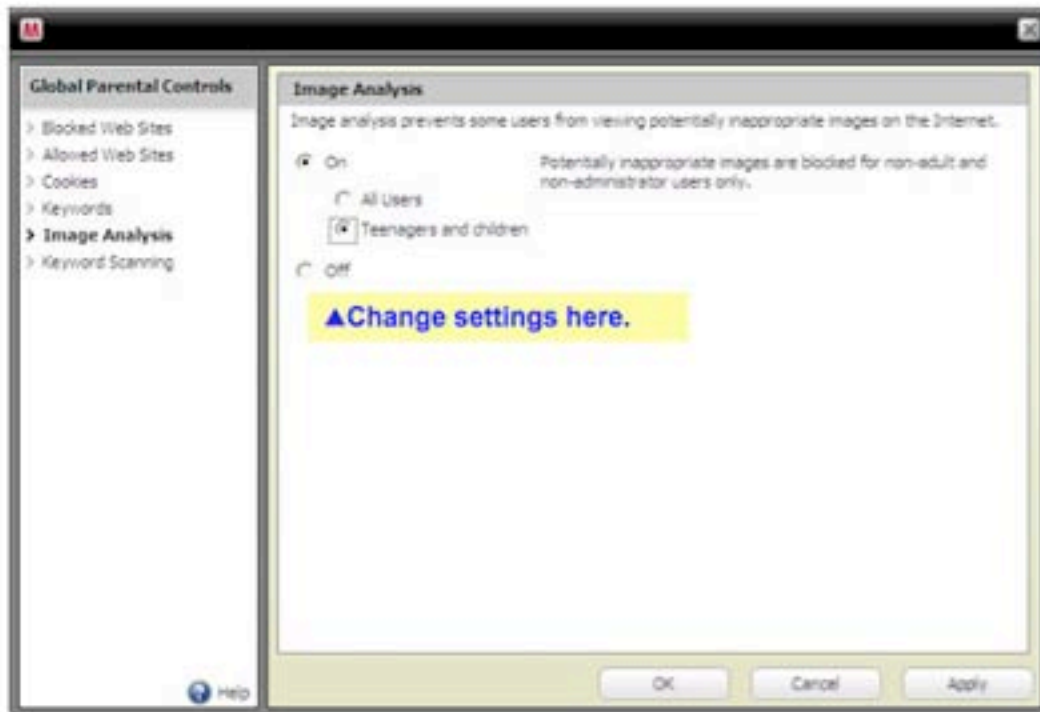 Global Parental Controls
> Blocked Web Sites
> Allowed Web Sites
> Cookies
> Keywords
> Image Analysis
> Keyword Scanning
Help
Image Analysis
Image analysis prevents some users from viewing potentially inappropriate images on the Internet.
On
Potentially inappropriate images are blocked for non-adult and
non-administrator users only.
All Users
Teenagers and children
Off
▲Change settings here.
OK
Cancel
Apply